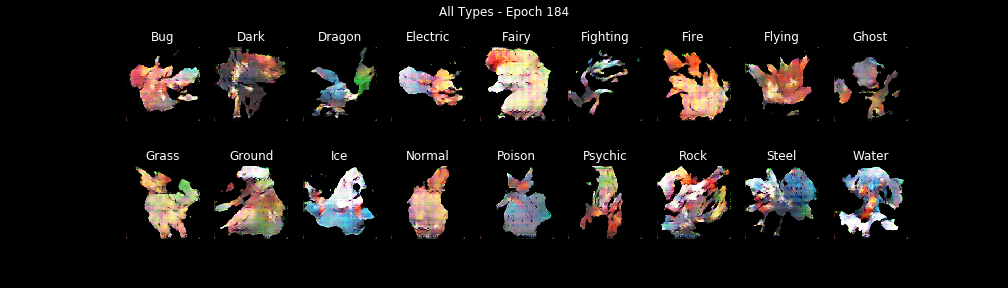 All Types - Epoch 184
Bug Dark Dragon Electric Fairy Fighting Fire Flying Ghost
Grass Ground Ice Normal Poison Psychic Rock Steel Water